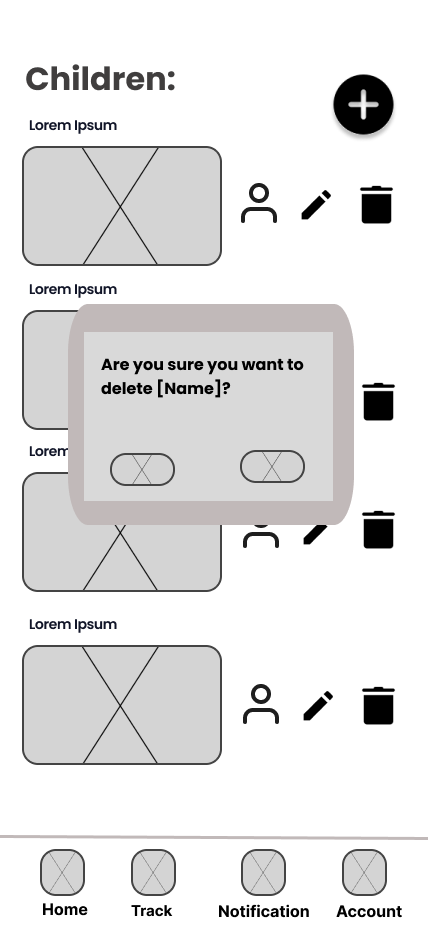 Children:
Lorem Ipsum
Lorem Ipsum
Are you sure you want to
delete [Name]?
Lorem
Lorem Ipsum
Home
Track
Notification
Account